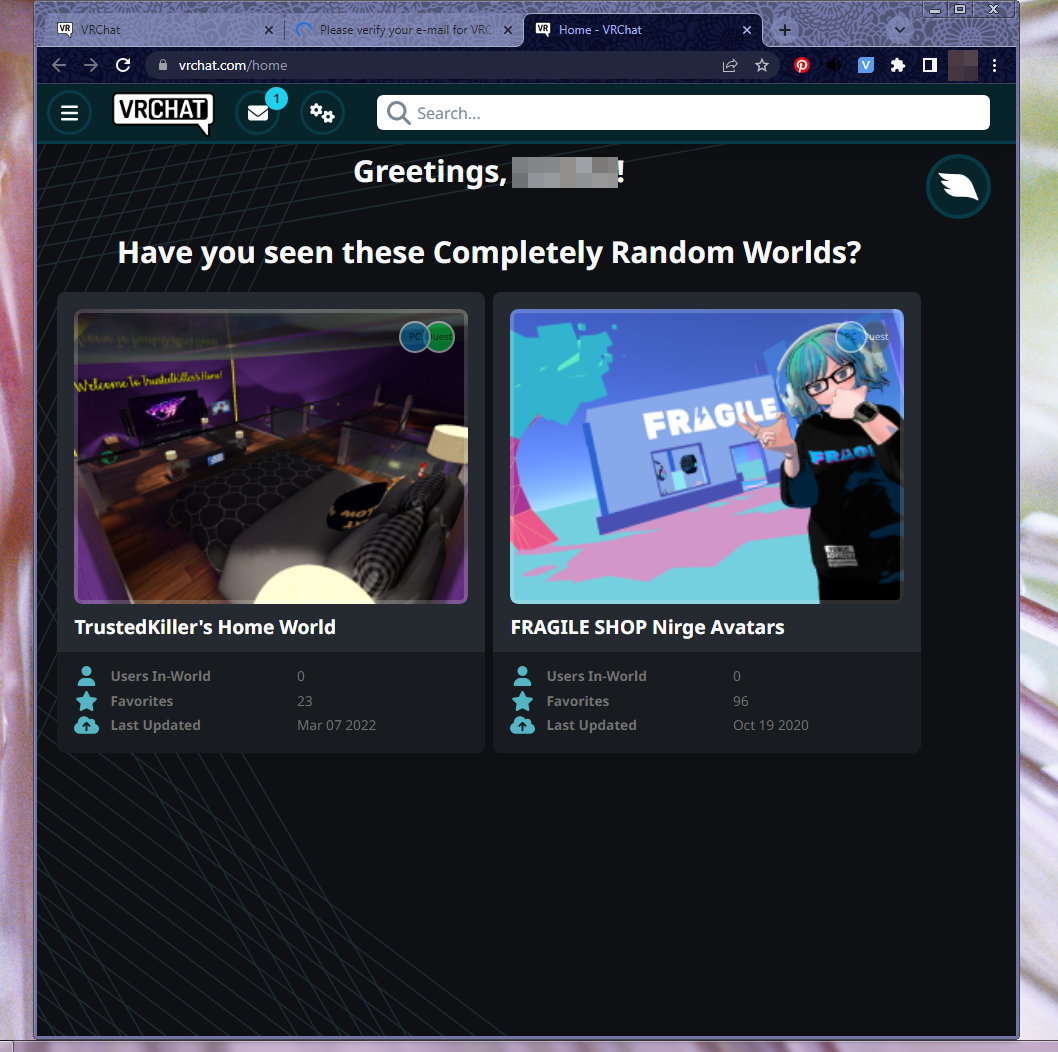 VRChat
Please verify your e-mail for VRC
Home - VRChat
vrchat.com/home
VRCHAT
1
Search...
Greetings, !
Have you seen these Completely Random Worlds?
PC
uest
Welcome To TrustedKiller's Home!
TrustedKiller's Home World
Users In-World 0
Favorites 23
Last Updated Mar 07 2022
PC
uest
FRAGILE
FRAGI
FRAGILE SHOP Nirge Avatars
Users In-World 0
Favorites 96
Last Updated Oct 19 2020